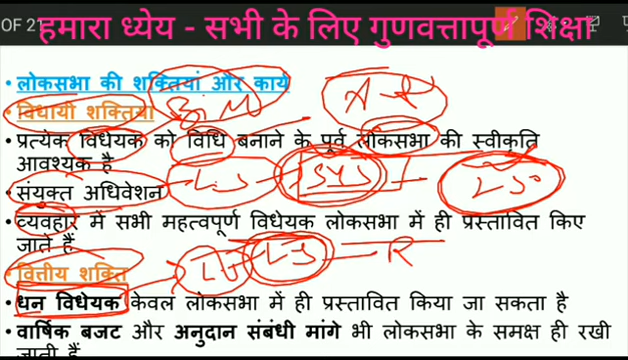 OF 21
हमारा ध्येय - सभी के लिए गुणवत्तापूर्ण शिक्षा
• लोकसभा की शक्तियां और कार्य
• विधायी शक्तियां
• प्रत्येक विधेयक को विधि बनाने के पूर्व लोकसभा की स्वीकृति
आवश्यक है
• संयुक्त अधिवेशन
• व्यवहार में सभी महत्वपूर्ण विधेयक लोकसभा में ही प्रस्तावित किए
जाते हैं
• वित्तीय शक्ति
• धन विधेयक केवल लोकसभा में ही प्रस्तावित किया जा सकता है
• वार्षिक बजट और अनुदान संबंधी मांगे भी लोकसभा के समक्ष ही रखी
जाती हैं